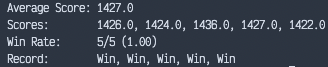 Average Score: 1427.0
Scores: 1426.0, 1424.0, 1436.0, 1427.0, 1422.0
Win Rate: 5/5 (1.00)
Record: Win, Win, Win, Win, Win